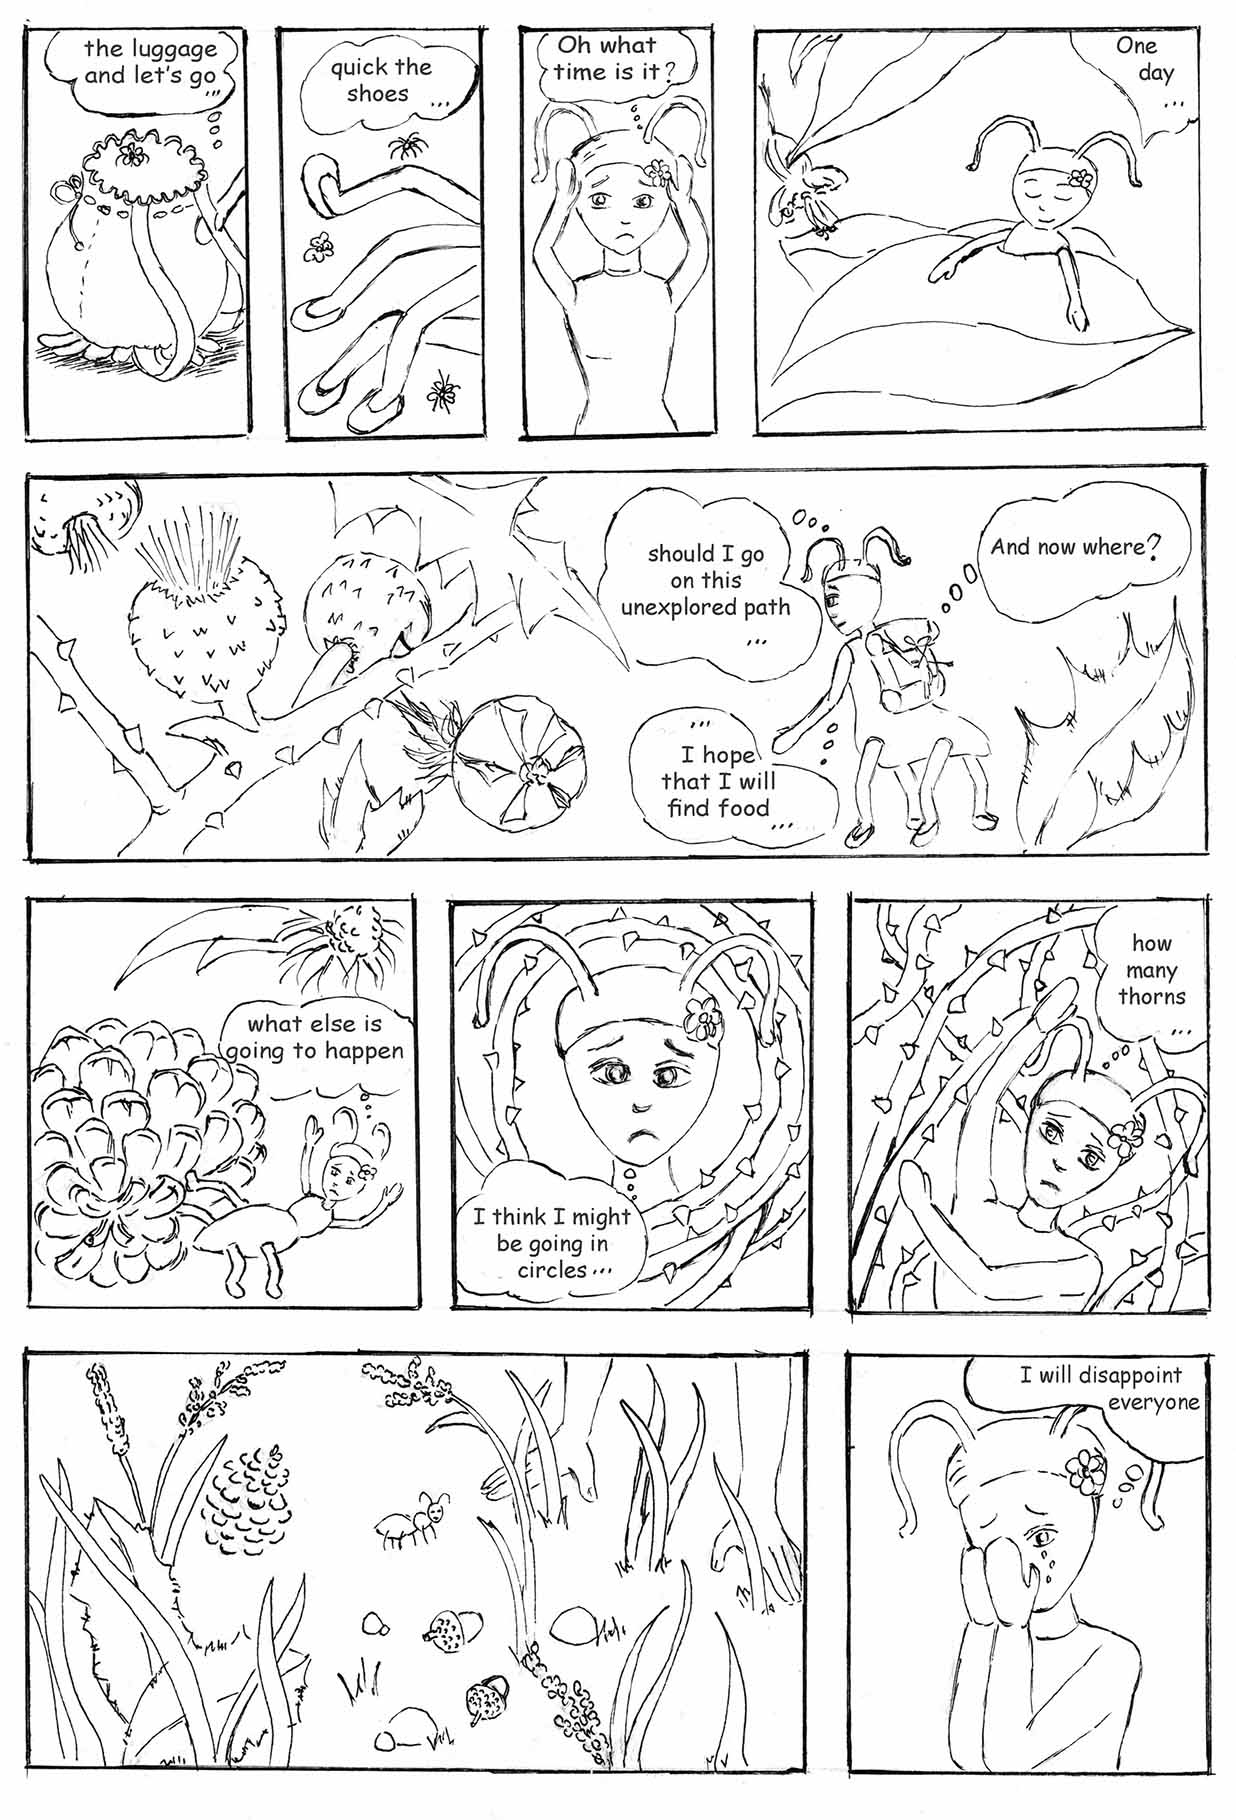 One
day
...
Oh what
time is it?
quick the
shoes
...
the luggage
and let's go
...
And now where?
should I go
on this
unexplored path
...
...
I hope
that I will
find food
...
how
many
thorns
...
I think I might
be going in
circles...
what else is
going to happen
I will disappoint
everyone